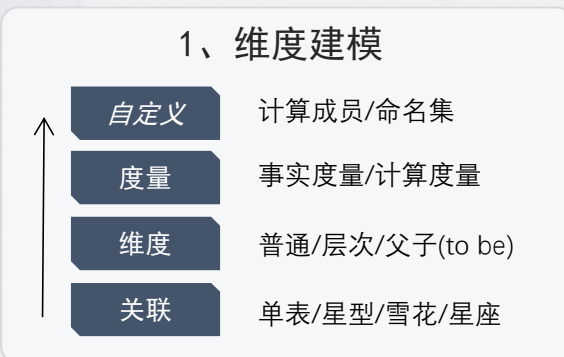 1、维度建模
自定义 计算成员/命名集
度量 事实度量/计算度量
维度 普通/层次/父子(to be)
关联 单表/星型/雪花/星座